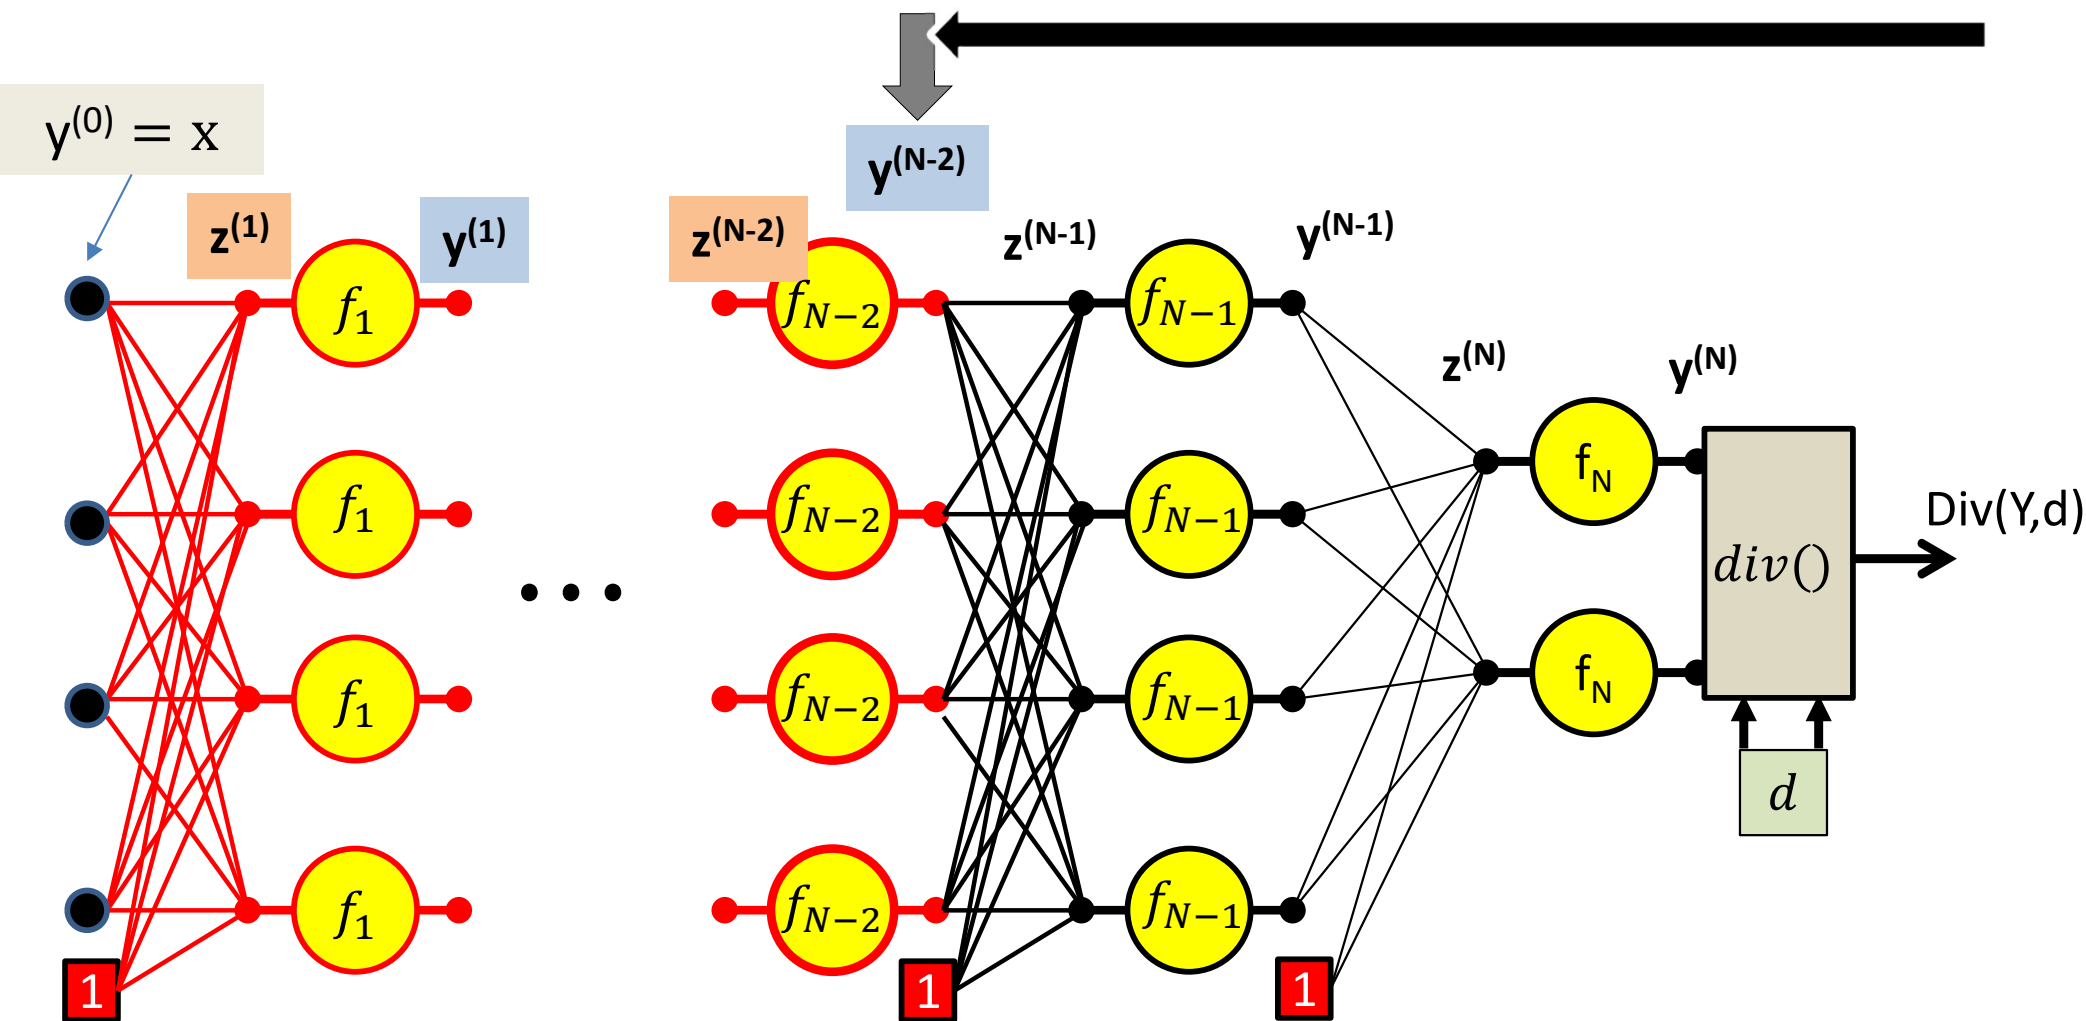 y(0) = x
z(1)
y(1)
z(N-2)
y(N-2)
z(N-1)
y(N-1)
z(N)
y(N)
f1
fN−2
fN−1
f1
fN−2
fN−1
fN
div()
Div(Y,d)
f1
fN−2
fN−1
fN
d
f1
fN−2
fN−1
1
1
1